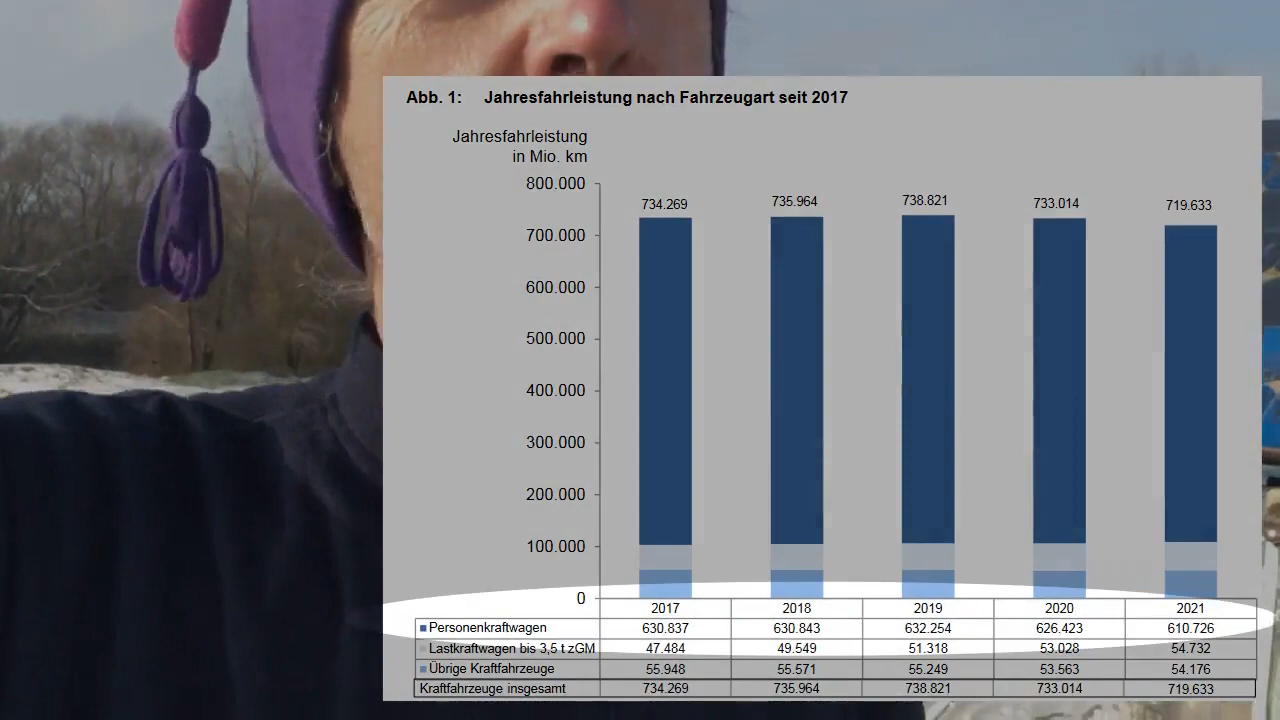 Abb. 1: Jahresfahrleistung nach Fahrzeugart seit 2017
Jahresfahrleistung
in Mio. km
800.000
700.000
600.000
500.000
400.000
300.000
200.000
100.000
0
734.269 735.964 738.821 733.014 719.633
2017 2018 2019 2020 2021
Personenkraftwagen 630.837 630.843 632.254 626.423 610.726
Lastkraftwagen bis 3,5 t zGM 47.484 49.549 51.318 53.028 54.732
Übrige Kraftfahrzeuge 55.948 55.571 55.249 53.563 54.176
Kraftfahrzeuge insgesamt 734.269 735.964 738.821 733.014 719.633